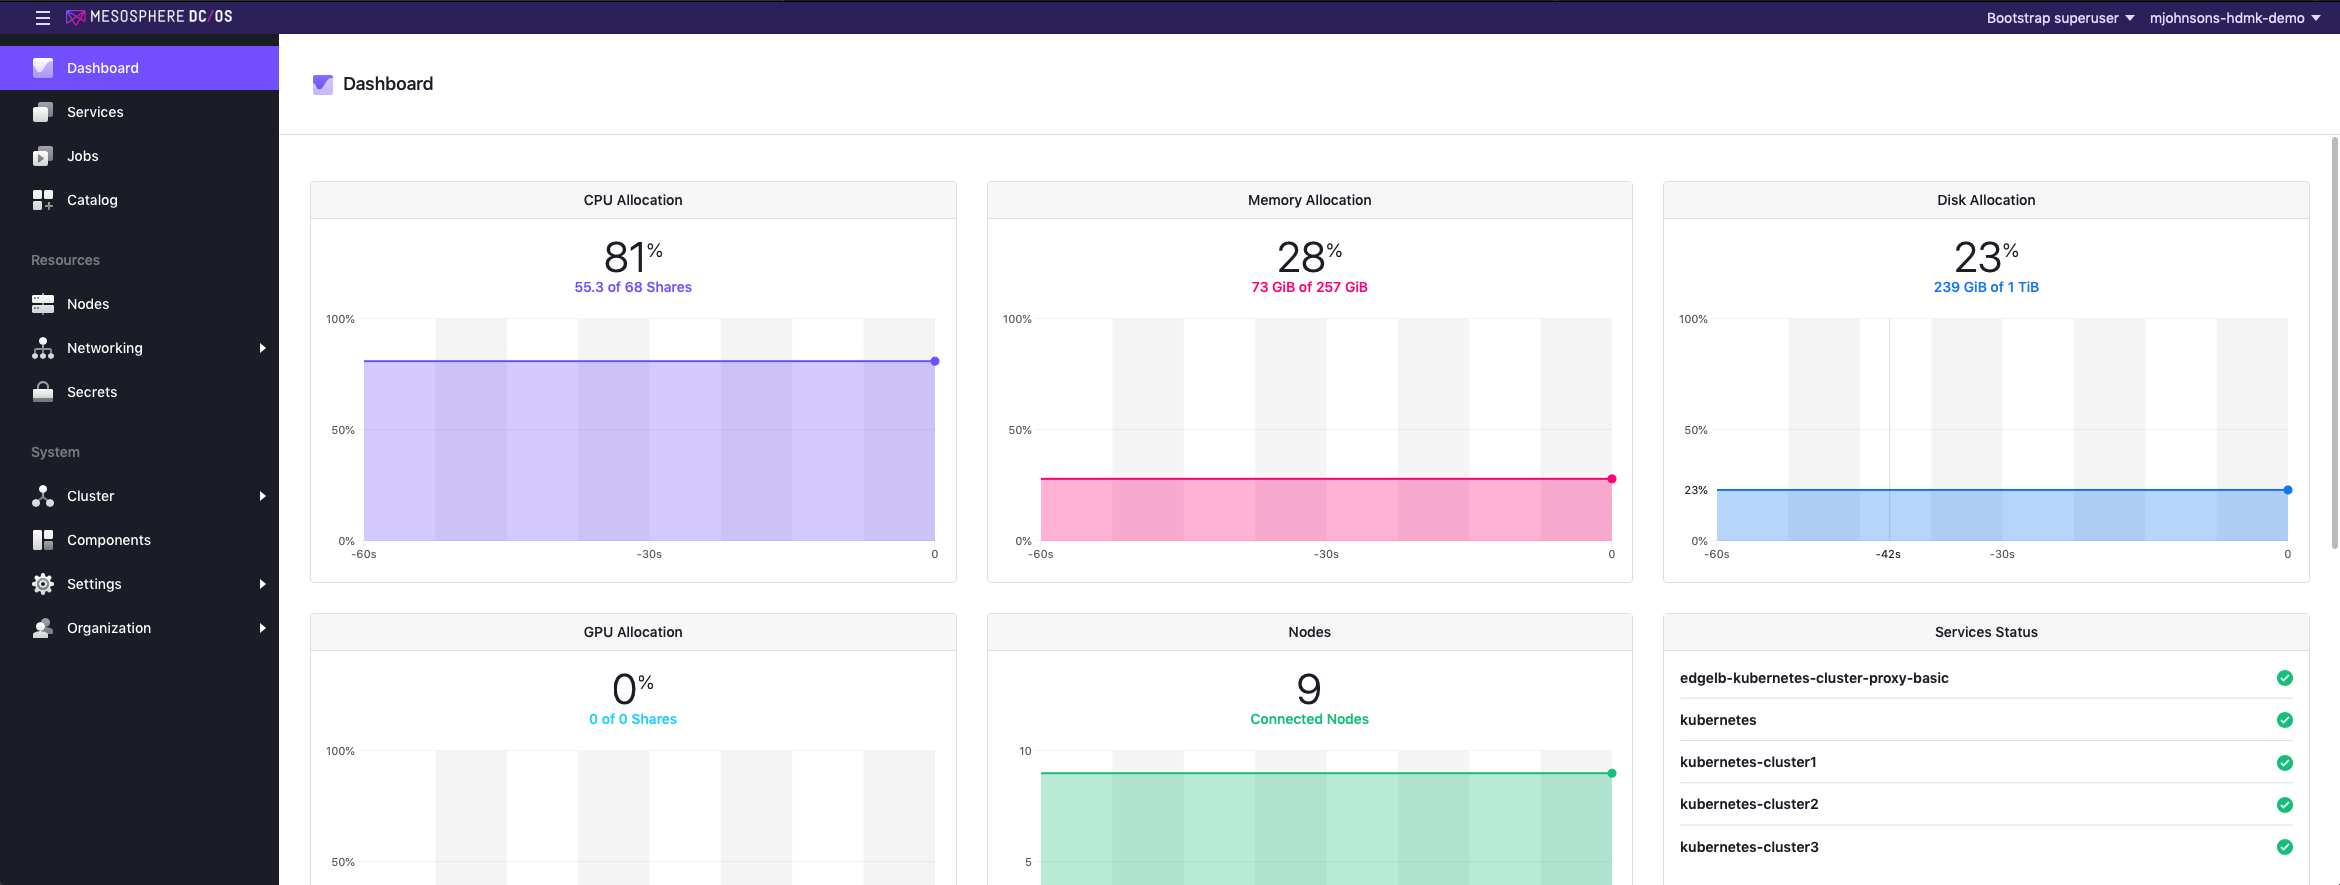 MESOSPHERE DC/OS
Bootstrap superuser
mjohnsons-hdmk-demo
Dashboard
Services
Jobs
Catalog
Resources
Nodes
Networking
Secrets
System
Cluster
Components
Settings
Organization
Dashboard
CPU Allocation
81%
55.3 of 68 Shares
100%
50%
0%
-60s -30s 0
Memory Allocation
28%
73 GiB of 257 GiB
100%
50%
0%
-60s -30s 0
Disk Allocation
23%
239 GiB of 1 TiB
100%
50%
23%
0%
-60s -42s -30s 0
GPU Allocation
0%
0 of 0 Shares
100%
50%
Nodes
9
Connected Nodes
10
5
Services Status
edgelb-kubernetes-cluster-proxy-basic
kubernetes
kubernetes-cluster1
kubernetes-cluster2
kubernetes-cluster3